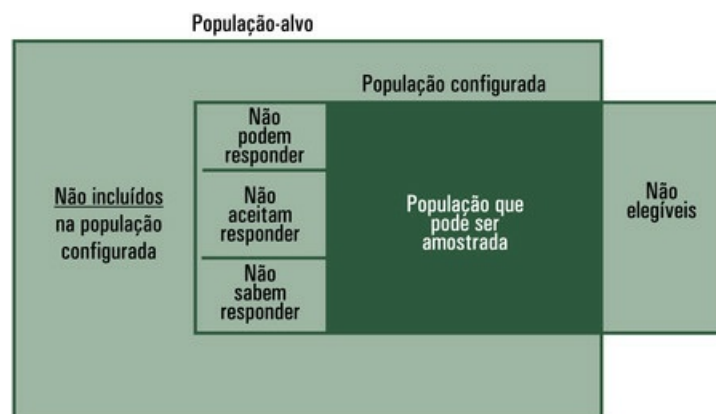 População-alvo
População configurada
Não
podem
responder
Não incluídos
na população
configurada
Não
aceitam
responder
População que
pode ser
amostrada
Não
elegíveis
Não
sabem
responder